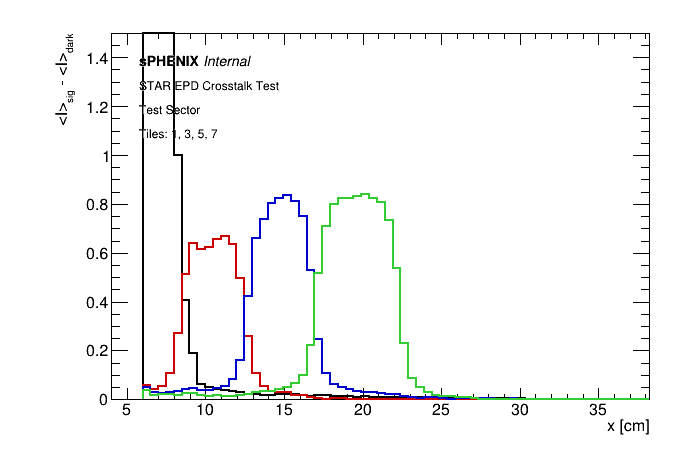 <I>sig - <I>dark
1.4
1.2
1
0.8
0.6
0.4
0.2
0
sPHENIX Internal
STAR EPD Crosstalk Test
Test Sector
Tiles: 1, 3, 5, 7
5 10 15 20 25 30 35
x [cm]